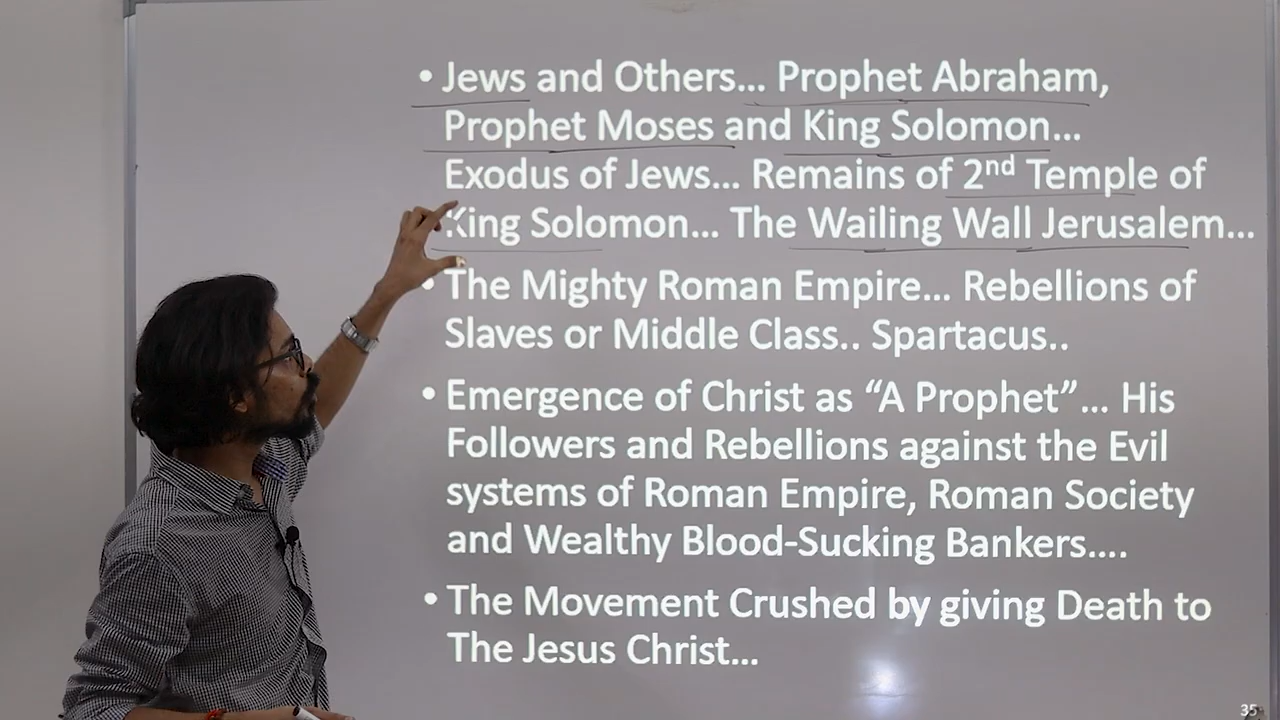 • Jews and Others... Prophet Abraham,
Prophet Moses and King Solomon...
Exodus of Jews... Remains of 2nd Temple of
King Solomon... The Wailing Wall Jerusalem...
• The Mighty Roman Empire... Rebellions of
Slaves or Middle Class.. Spartacus..
• Emergence of Christ as “A Prophet”... His
Followers and Rebellions against the Evil
systems of Roman Empire, Roman Society
and Wealthy Blood-Sucking Bankers....
• The Movement Crushed by giving Death to
The Jesus Christ...
35